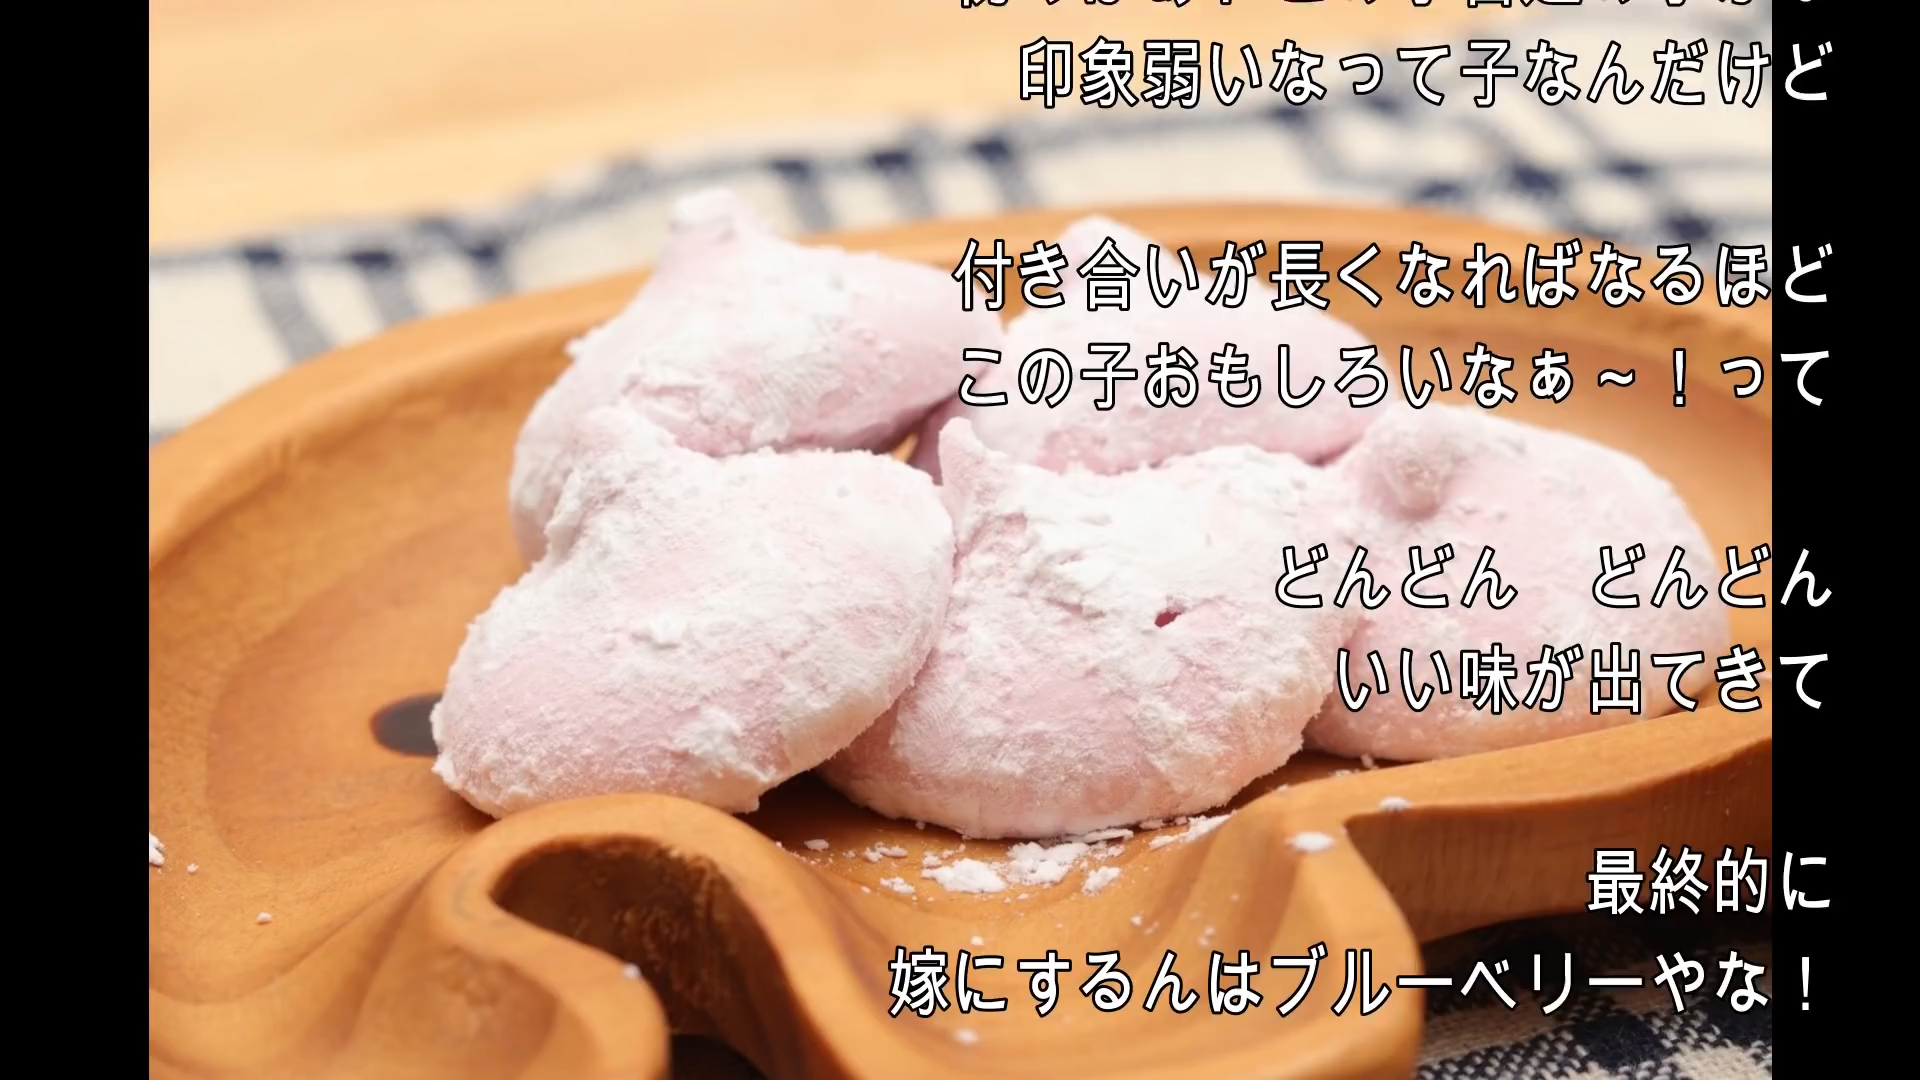 印象弱いなって子なんだけど
付き合いが長くなればなるほど
この子おもしろいなぁ～！って
どんどん　どんどん
いい味が出てきて
最終的に
嫁にするんはブルーベリーやな！